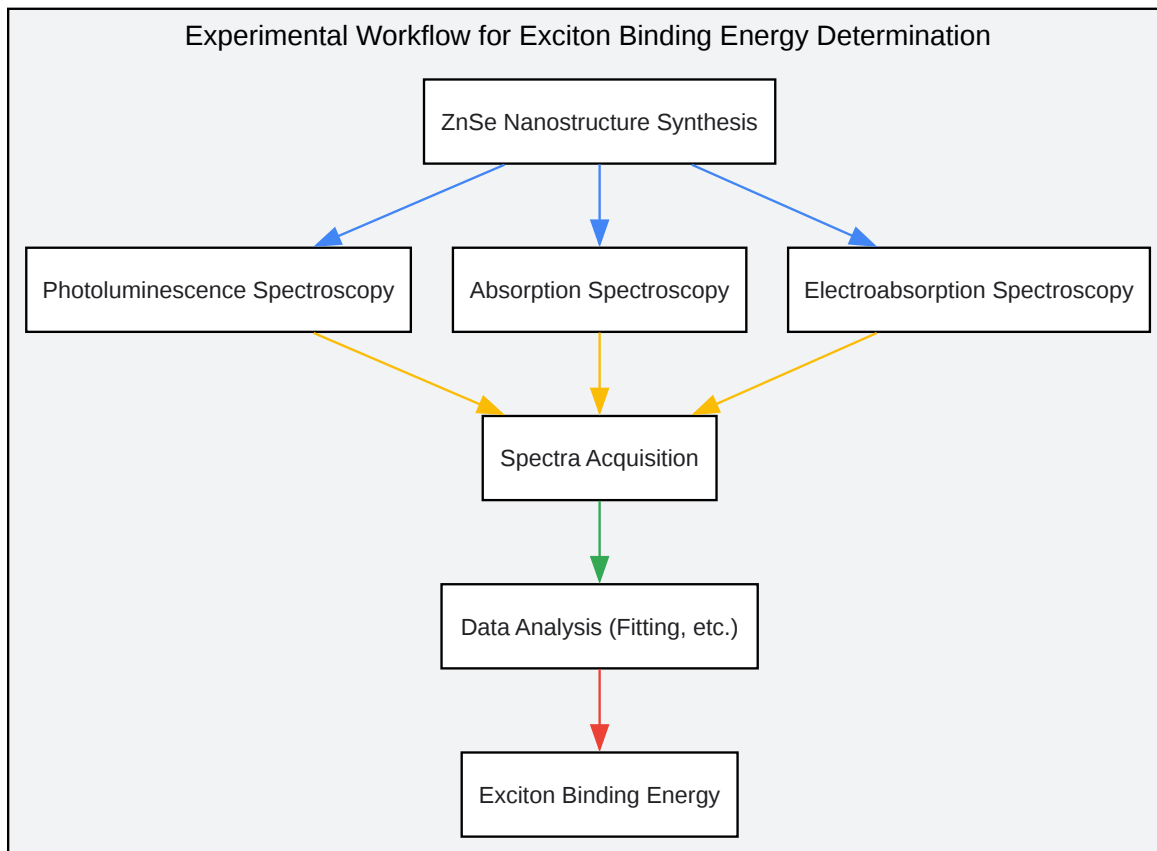 Experimental Workflow for Exciton Binding Energy Determination
ZnSe Nanostructure Synthesis
Photoluminescence Spectroscopy
Absorption Spectroscopy
Electroabsorption Spectroscopy
Spectra Acquisition
Data Analysis (Fitting, etc.)
Exciton Binding Energy